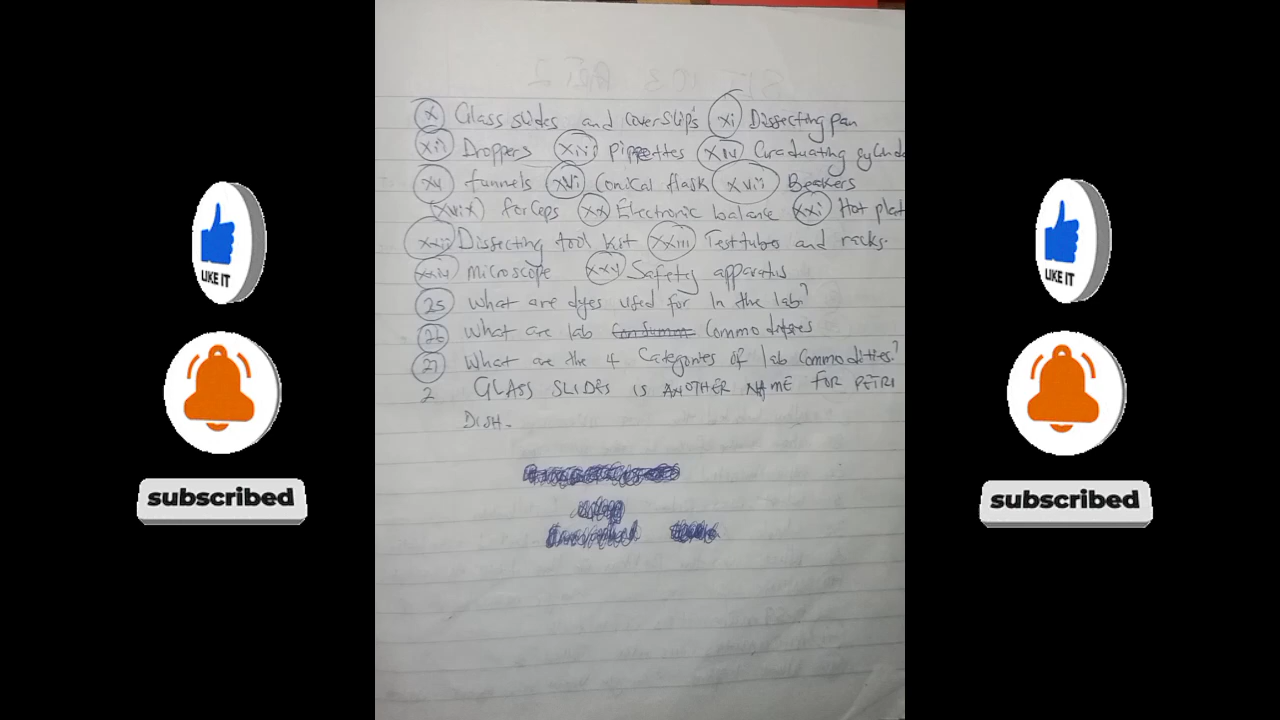 LIKE IT
subscribed
x Glass slides and coverslips xi Dissecting pan
xii Droppers xiii pippettes xiv Graduating cylinde
xv funnels xvi Conical flask xvii Beakers
xvix forceps xx Electronic balance xxi Hot plat
xxii Dissecting tool kit xxiii Testtubes and racks.
xxiv microscope xxv Safety apparatus
25 What are dyes used for In the lab?
26 What are lab Commodities
27 What are the 4 Categories of lab Commodities?
2 GLASS SLIDES IS ANOTHER NAME FOR PETRI
DISH.
LIKE IT
subscribed